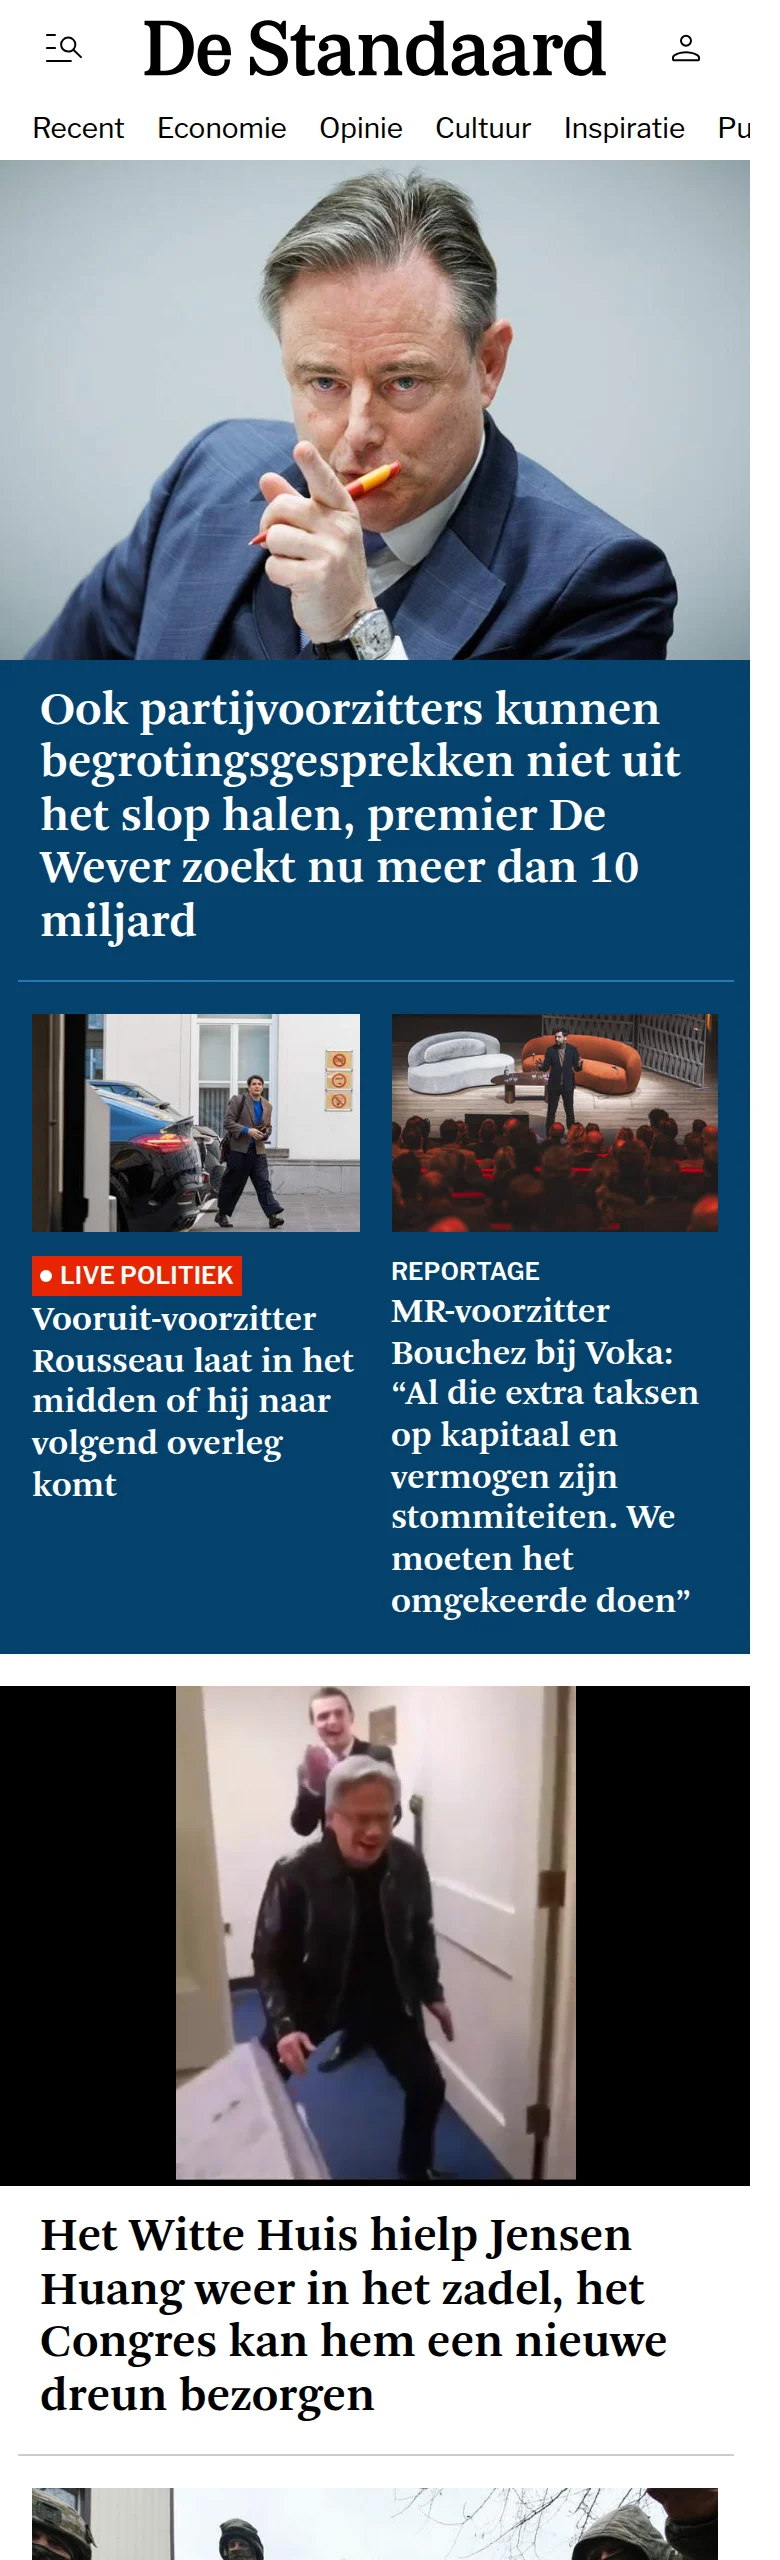 De Standaard
Recent Economie Opinie Cultuur Inspiratie Pu
Ook partijvoorzitters kunnen
begrotingsgesprekken niet uit
het slop halen, premier De
Wever zoekt nu meer dan 10
miljard
LIVE POLITIEK
Vooruit-voorzitter
Rousseau laat in het
midden of hij naar
volgend overleg
komt
REPORTAGE
MR-voorzitter
Bouchez bij Voka:
“Al die extra taksen
op kapitaal en
vermogen zijn
stommiteiten. We
moeten het
omgekeerde doen”
Het Witte Huis hielp Jensen
Huang weer in het zadel, het
Congres kan hem een nieuwe
dreun bezorgen